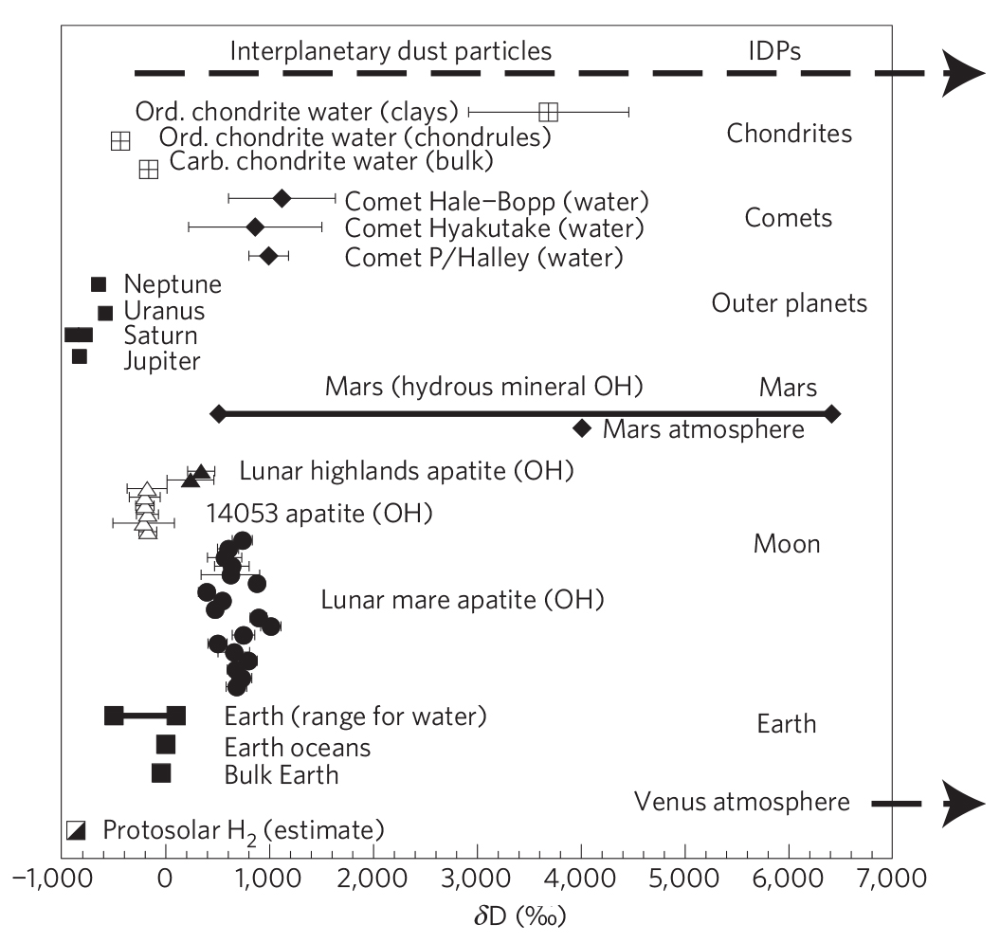 Interplanetary dust particles IDPs
Ord. chondrite water (clays)
Ord. chondrite water (chondrules) Chondrites
Carb. chondrite water (bulk)
Comet Hale–Bopp (water)
Comet Hyakutake (water) Comets
Comet P/Halley (water)
Neptune
Uranus Outer planets
Saturn
Jupiter
Mars (hydrous mineral OH) Mars
Mars atmosphere
Lunar highlands apatite (OH)
14053 apatite (OH)
Moon
Lunar mare apatite (OH)
Earth (range for water) Earth
Earth oceans
Bulk Earth
Venus atmosphere
Protosolar H₂ (estimate)
−1,000 0 1,000 2,000 3,000 4,000 5,000 6,000 7,000
δD (‰)